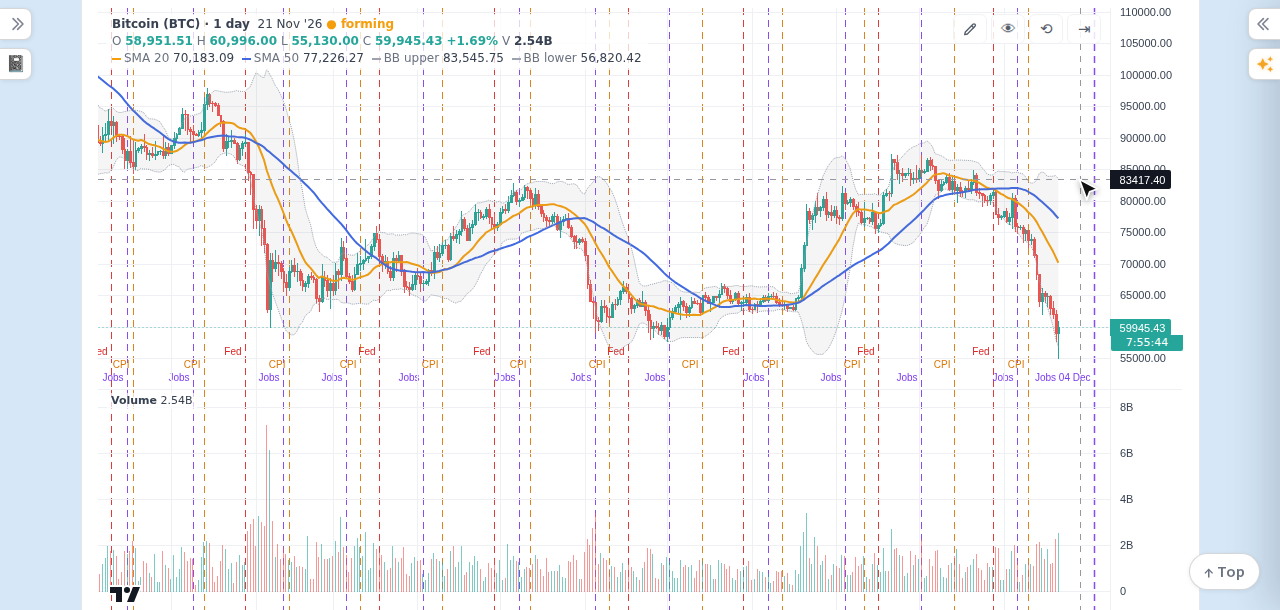 Bitcoin (BTC) · 1 day 21 Nov '26 forming
O 58,951.51 H 60,996.00 L 55,130.00 C 59,945.43 +1.69% V 2.54B
SMA 20 70,183.09 SMA 50 77,226.27 BB upper 83,545.75 BB lower 56,820.42
110000.00
105000.00
100000.00
95000.00
90000.00
85000.00
83417.40
80000.00
75000.00
70000.00
65000.00
59945.43
7:55:44
55000.00
ed Fed Fed Fed Fed Fed Fed Fed
CPI CPI CPI CPI CPI CPI CPI CPI CPI CPI CPI CPI
Jobs Jobs Jobs Jobs Jobs Jobs Jobs Jobs Jobs Jobs Jobs Jobs Jobs 04 Dec
Volume 2.54B
8B
6B
4B
2B
0
↑ Top